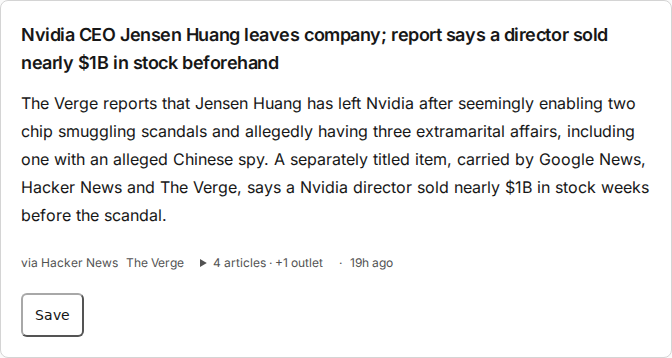 Nvidia CEO Jensen Huang leaves company; report says a director sold
nearly $1B in stock beforehand
The Verge reports that Jensen Huang has left Nvidia after seemingly enabling two
chip smuggling scandals and allegedly having three extramarital affairs, including
one with an alleged Chinese spy. A separately titled item, carried by Google News,
Hacker News and The Verge, says a Nvidia director sold nearly $1B in stock weeks
before the scandal.
via Hacker News The Verge ▶ 4 articles · +1 outlet · 19h ago
Save